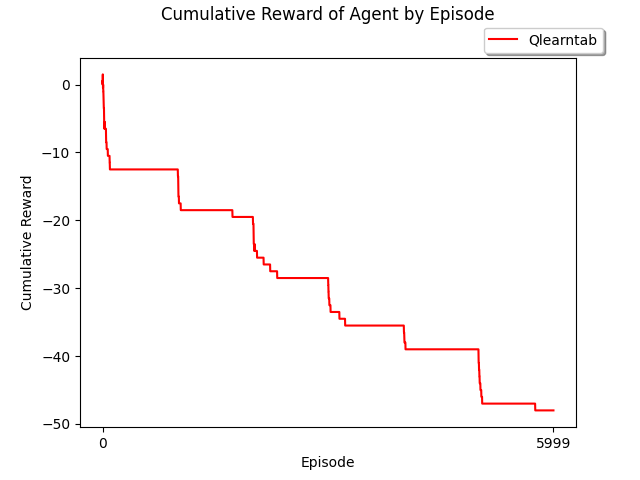 Cumulative Reward of Agent by Episode
Qlearntab
0
−10
−20
−30
−40
−50
Cumulative Reward
0 5999
Episode